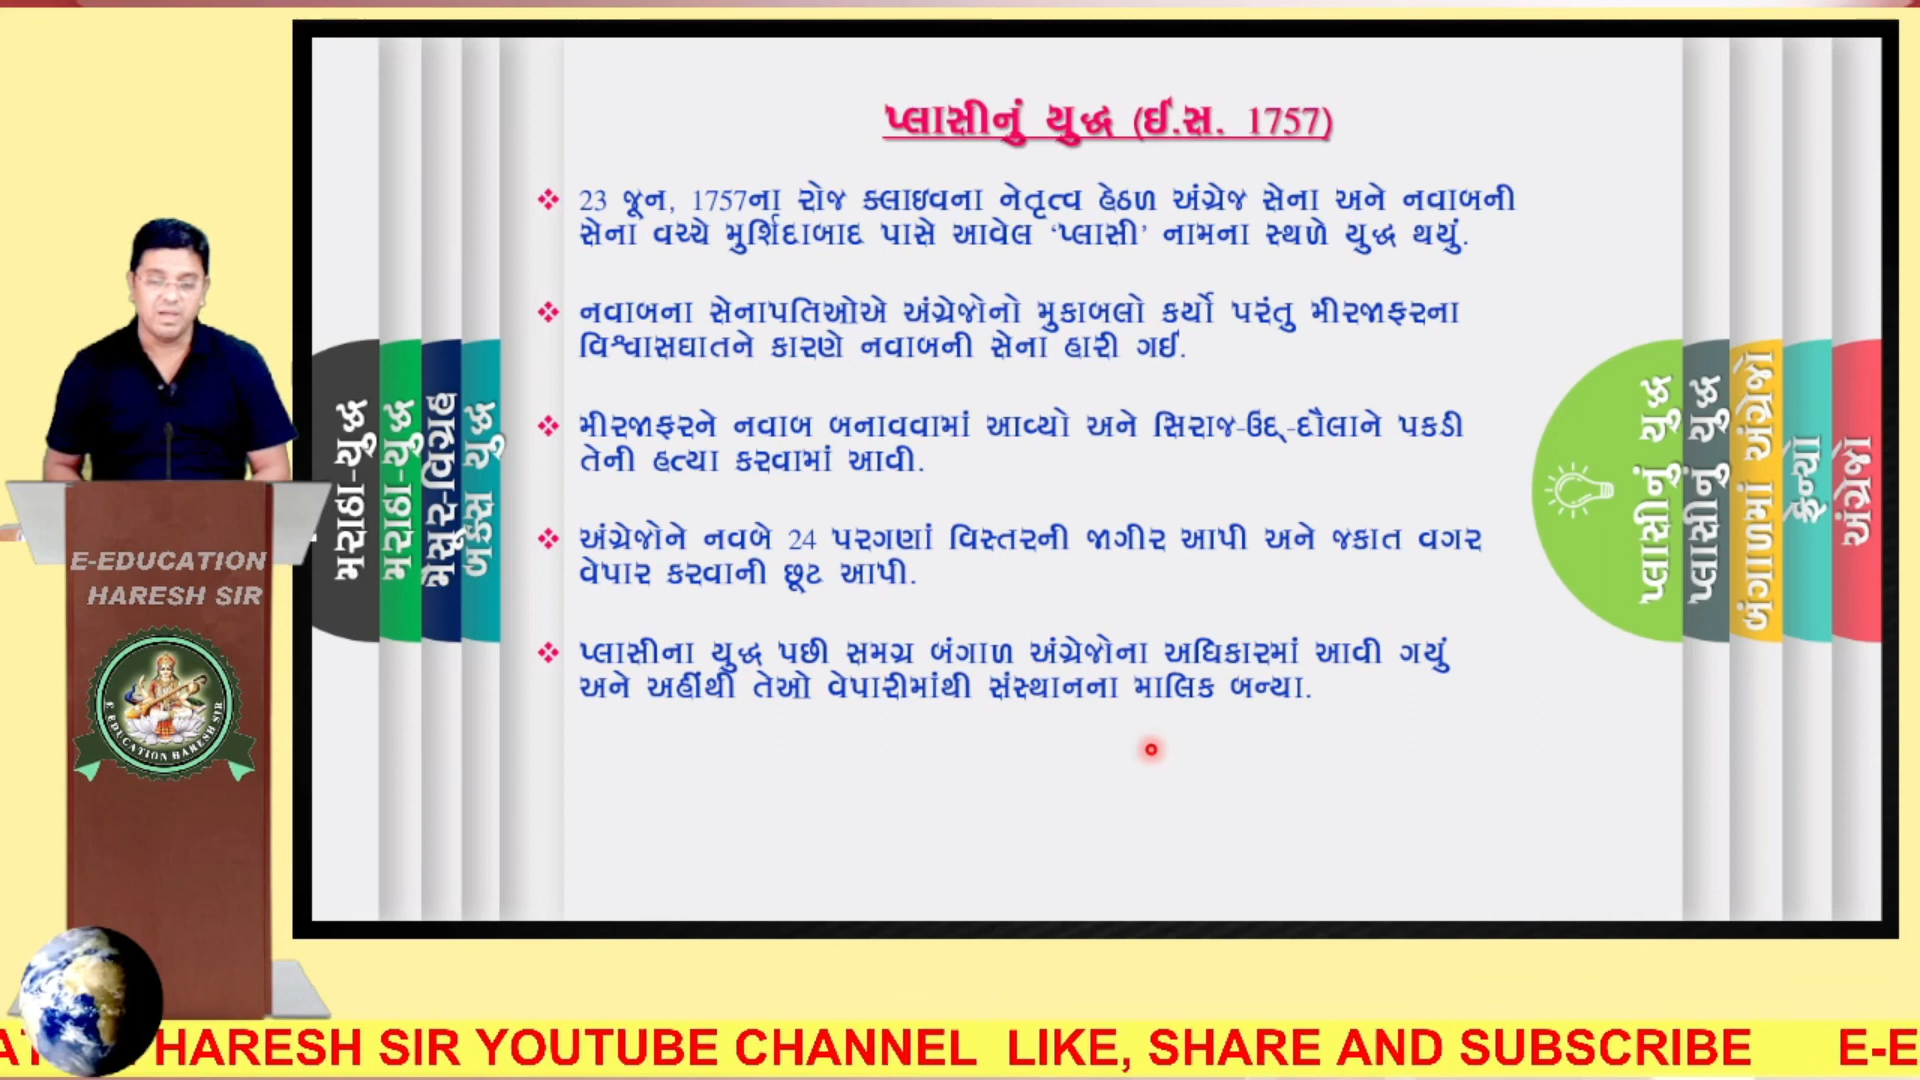 પ્લાસીનું યુદ્ધ (ઈ.સ. 1757)
❖ 23 જૂન, 1757ના રોજ ક્લાઇવના નેતૃત્વ હેઠળ અંગ્રેજ સેના અને નવાબની
સેના વચ્ચે મુર્શિદાબાદ પાસે આવેલ ‘પ્લાસી’ નામના સ્થળે યુદ્ધ થયું.
❖ નવાબના સેનાપતિઓએ અંગ્રેજોનો મુકાબલો કર્યો પરંતુ મીરજાફરના
વિશ્વાસઘાતને કારણે નવાબની સેના હારી ગઈ.
❖ મીરજાફરને નવાબ બનાવવામાં આવ્યો અને સિરાજ-ઉદ્-દૌલાને પકડી
તેની હત્યા કરવામાં આવી.
❖ અંગ્રેજોને નવબે 24 પરગણાં વિસ્તરની જાગીર આપી અને જકાત વગર
વેપાર કરવાની છૂટ આપી.
❖ પ્લાસીના યુદ્ધ પછી સમગ્ર બંગાળ અંગ્રેજોના અધિકારમાં આવી ગયું
અને અહીંથી તેઓ વેપારીમાંથી સંસ્થાનના માલિક બન્યા.
મરાઠા-યુદ્ધ
મરાઠા-યુદ્ધ
મૈસૂર-વિગ્રહ
બક્સ યુદ્ધ
પ્લાસીનું યુદ્ધ
પ્લાસીનું યુદ્ધ
બંગાળમાં અંગ્રેજો
ફ્રેન્ચો
અંગ્રેજો
E-EDUCATION
HARESH SIR
E EDUCATION HARESH SIR
HARESH SIR YOUTUBE CHANNEL LIKE, SHARE AND SUBSCRIBE E-E